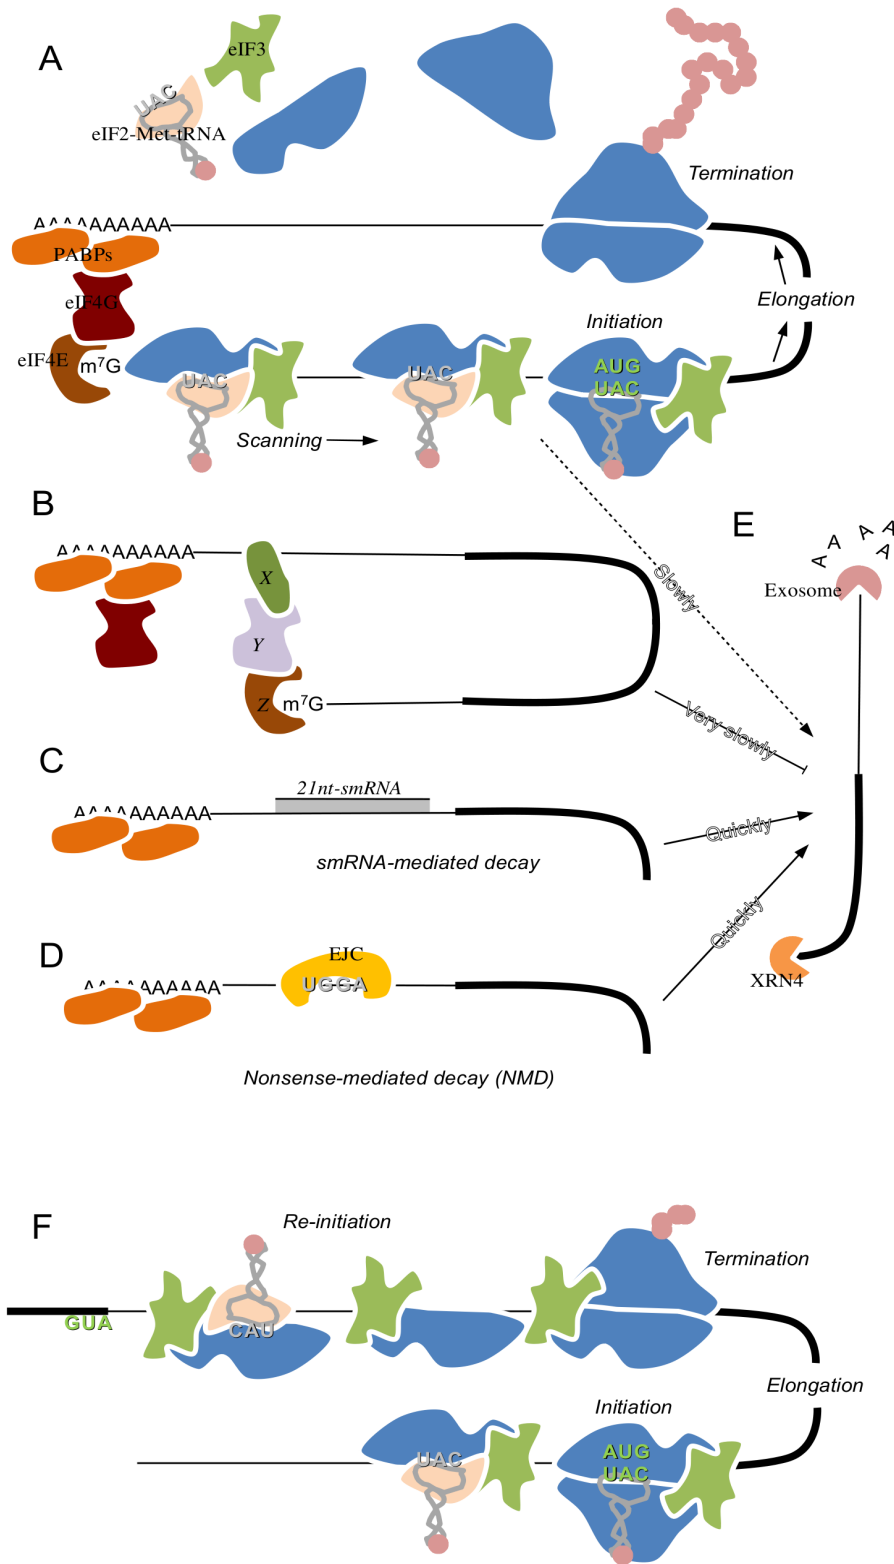 A
eIF3
UAC
eIF2-Met-tRNA
Termination
AAAAAAAAAA
PABPs
eIF4G
Elongation
Initiation
eIF4E
m⁷G
UAC
UAC
AUG
UAC
Scanning
B
E
AAAAAAAAAA
A A A A A
X
Slowly
Exosome
Y
Z
m⁷G
Very slowly
C
21nt-smRNA
AAAAAAAAAA
Quickly
smRNA-mediated decay
Quickly
D
EJC
AAAAAAAAAA
UGGA
XRN4
Nonsense-mediated decay (NMD)
F
Re-initiation
Termination
GUA
CAU
Elongation
Initiation
UAC
AUG
UAC